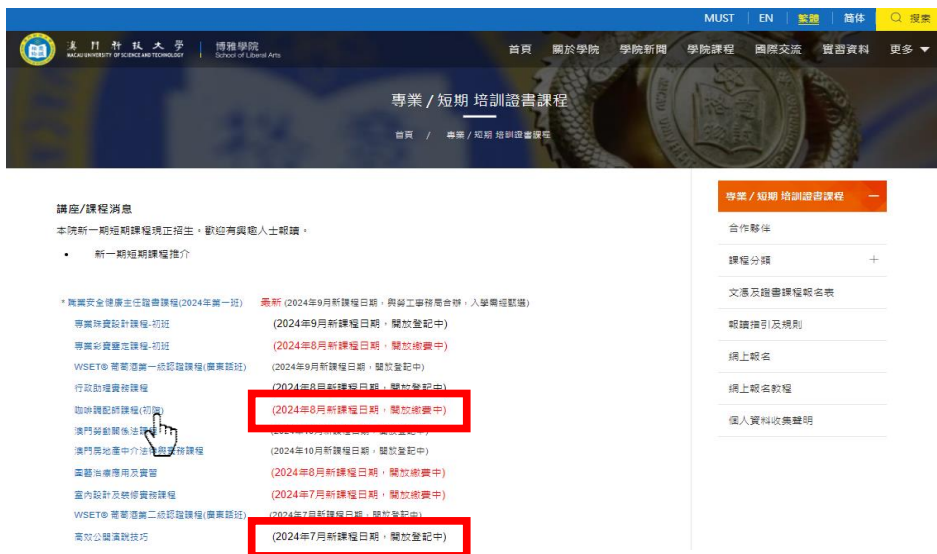 MUST EN 繁體 简体 搜索
澳門科技大學 博雅學院
MACAU UNIVERSITY OF SCIENCE AND TECHNOLOGY School of Liberal Arts
首頁 關於學院 學院新聞 學院課程 國際交流 實習資料 更多
專業 / 短期 培訓證書課程
首頁 / 專業 / 短期 培訓證書課程
講座/課程消息
本院新一期短期課程現正招生。歡迎有興趣人士報讀。
• 新一期短期課程推介
* 職業安全健康主任證書課程(2024年第一班) 最新 (2024年9月新課程日期，與勞工事務局合辦，入學需經甄選)
專業珠寶設計課程-初班 (2024年9月新課程日期，開放登記中)
專業彩寶鑒定課程-初班 (2024年8月新課程日期，開放繳費中)
WSET® 葡萄酒第一級認證課程(廣東話班) (2024年9月新課程日期，開放登記中)
行政助理實務課程 (2024年8月新課程日期，開放登記中)
咖啡調配師課程(初階) (2024年8月新課程日期，開放繳費中)
澳門勞動關係法課程 (2024年10月新課程日期，開放登記中)
澳門房地產中介法律與實務課程 (2024年10月新課程日期，開放登記中)
園藝治療應用及實習 (2024年8月新課程日期，開放繳費中)
室內設計及裝修實務課程 (2024年7月新課程日期，開放繳費中)
WSET® 葡萄酒第二級認證課程(廣東話班) (2024年7月新課程日期，開放登記中)
高效公開演說技巧 (2024年7月新課程日期，開放登記中)
專業 / 短期 培訓證書課程
合作夥伴
課程分類
文憑及證書課程報名表
報讀指引及規則
網上報名
網上報名教程
個人資料收集聲明